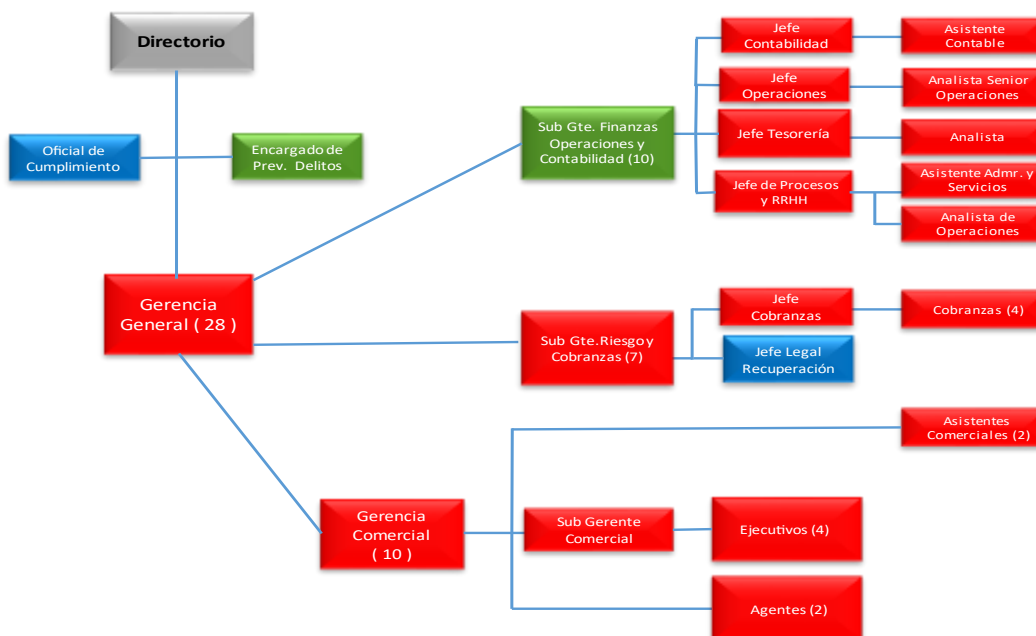 Directorio
Oficial de
Cumplimiento
Encargado de
Prev. Delitos
Gerencia
General ( 28 )
Sub Gte. Finanzas
Operaciones y
Contabilidad (10)
Jefe
Contabilidad
Asistente
Contable
Jefe
Operaciones
Analista Senior
Operaciones
Jefe Tesorería
Analista
Jefe de Procesos
y RRHH
Asistente Admr. y
Servicios
Analista de
Operaciones
Sub Gte.Riesgo y
Cobranzas (7)
Jefe
Cobranzas
Cobranzas (4)
Jefe Legal
Recuperación
Gerencia
Comercial
( 10 )
Asistentes
Comerciales (2)
Sub Gerente
Comercial
Ejecutivos (4)
Agentes (2)